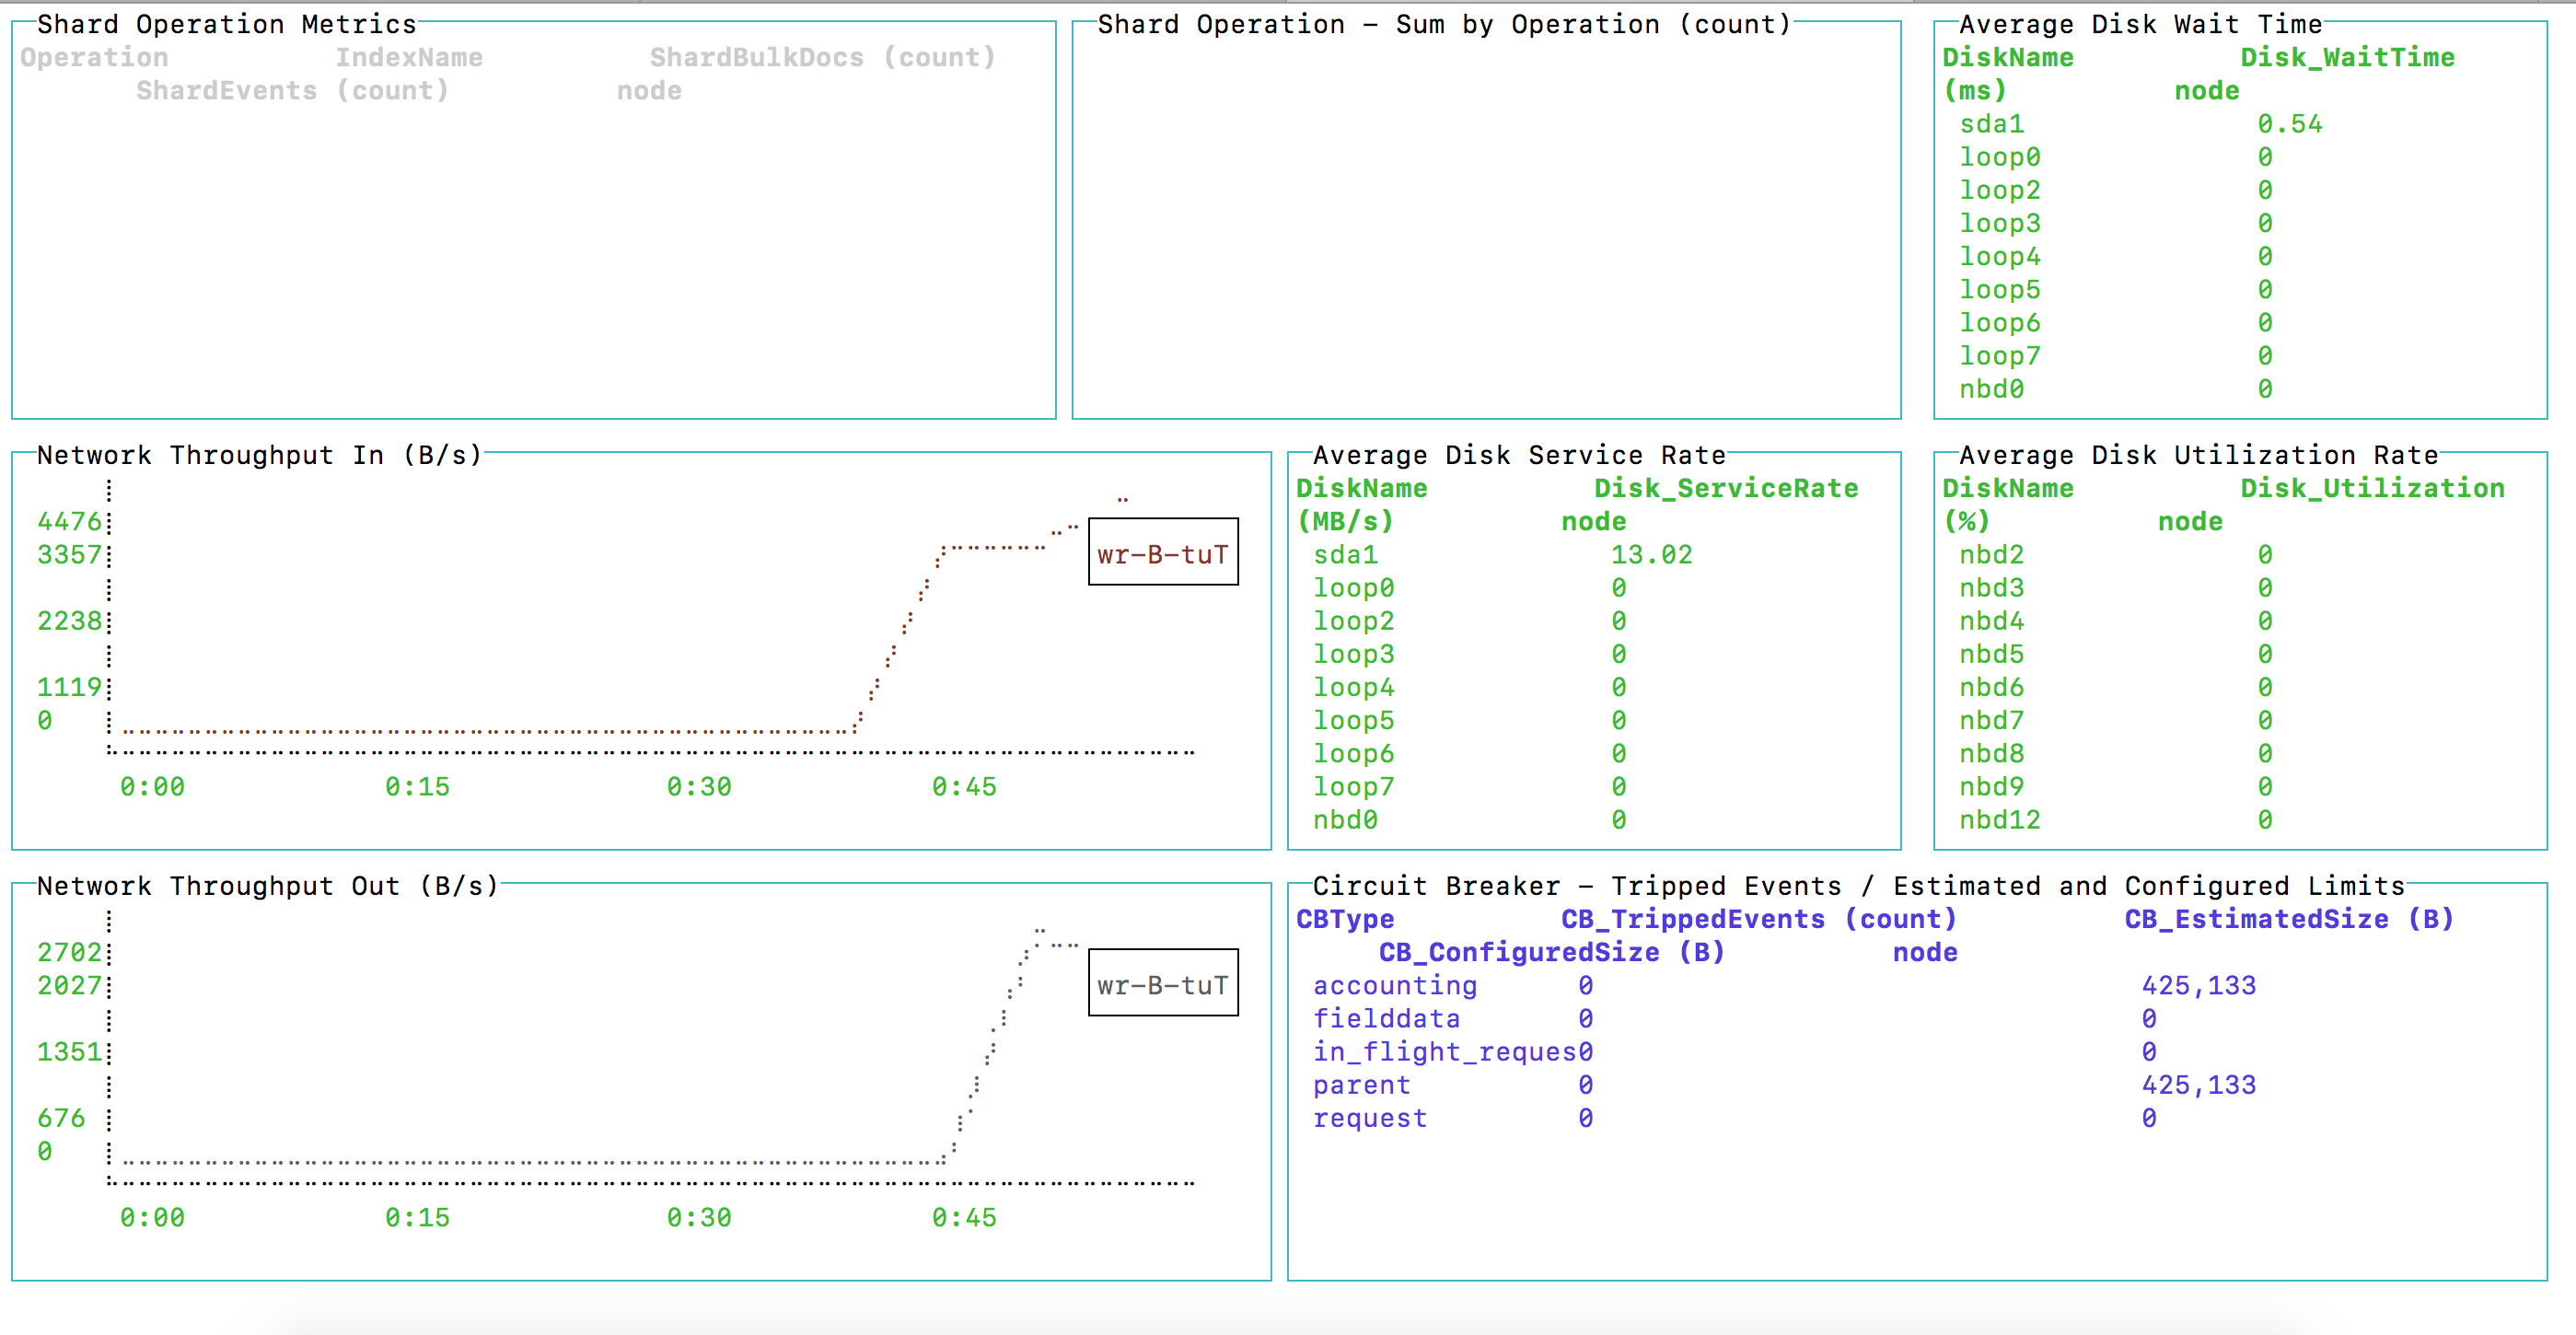 Shard Operation Metrics
Operation IndexName ShardBulkDocs (count)
ShardEvents (count) node
Shard Operation - Sum by Operation (count)
Average Disk Wait Time
DiskName Disk_WaitTime
(ms) node
sda1 0.54
loop0 0
loop2 0
loop3 0
loop4 0
loop5 0
loop6 0
loop7 0
nbd0 0
Network Throughput In (B/s)
4476
3357
2238
1119
0
0:00 0:15 0:30 0:45
wr-B-tuT
Average Disk Service Rate
DiskName Disk_ServiceRate
(MB/s) node
sda1 13.02
loop0 0
loop2 0
loop3 0
loop4 0
loop5 0
loop6 0
loop7 0
nbd0 0
Average Disk Utilization Rate
DiskName Disk_Utilization
(%) node
nbd2 0
nbd3 0
nbd4 0
nbd5 0
nbd6 0
nbd7 0
nbd8 0
nbd9 0
nbd12 0
Network Throughput Out (B/s)
2702
2027
1351
676
0
0:00 0:15 0:30 0:45
wr-B-tuT
Circuit Breaker - Tripped Events / Estimated and Configured Limits
CBType CB_TrippedEvents (count) CB_EstimatedSize (B)
CB_ConfiguredSize (B) node
accounting 0 425,133
fielddata 0 0
in_flight_reques0 0
parent 0 425,133
request 0 0